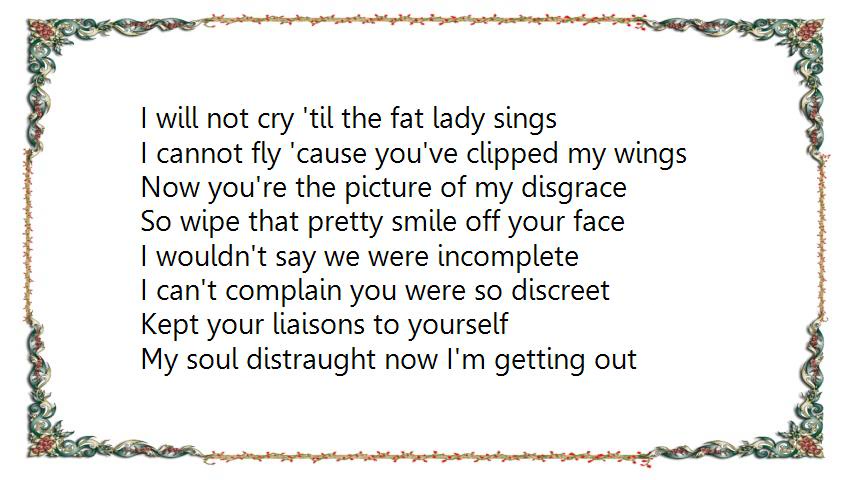 I will not cry 'til the fat lady sings
I cannot fly 'cause you've clipped my wings
Now you're the picture of my disgrace
So wipe that pretty smile off your face
I wouldn't say we were incomplete
I can't complain you were so discreet
Kept your liaisons to yourself
My soul distraught now I'm getting out